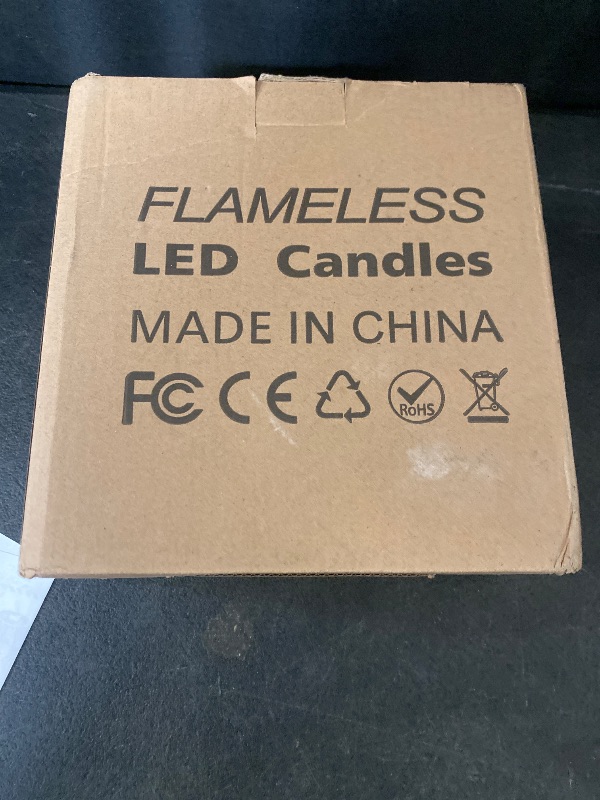 FLAMELESS
LED Candles
MADE IN CHINA
FC CE RoHS